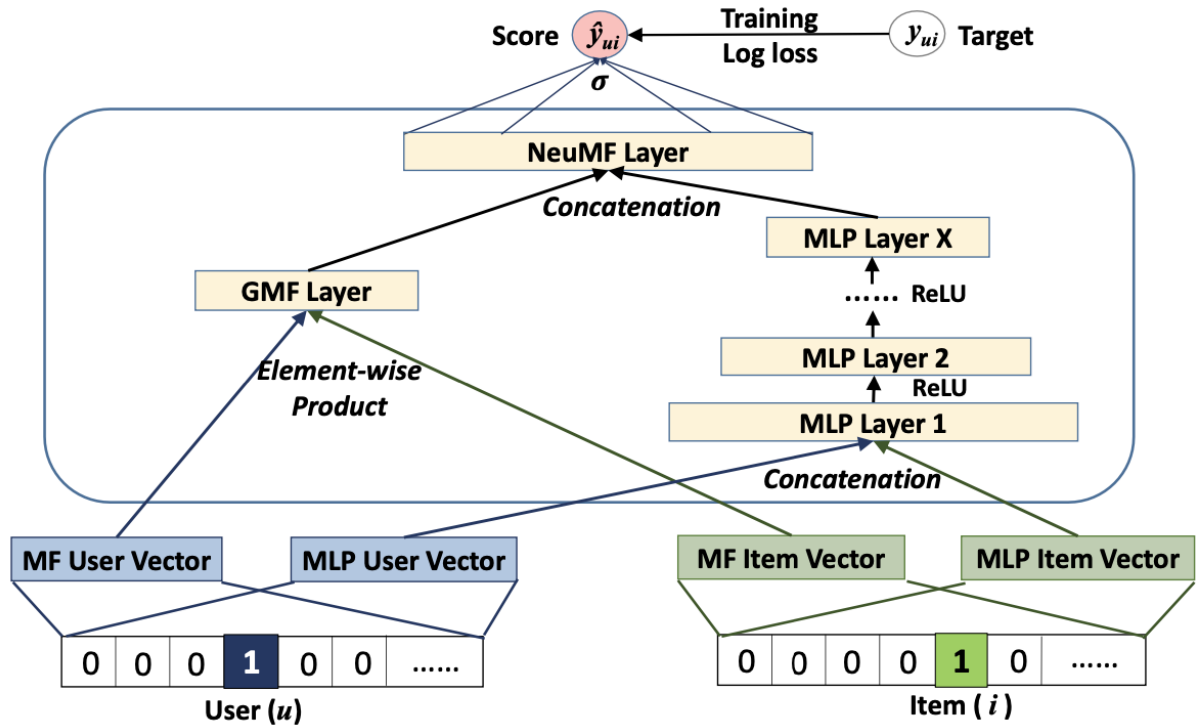 Score ŷui Training yui Target
Log loss
σ
NeuMF Layer
Concatenation
MLP Layer X
GMF Layer
...... ReLU
Element-wise
Product
MLP Layer 2
ReLU
MLP Layer 1
Concatenation
MF User Vector MLP User Vector MF Item Vector MLP Item Vector
0 0 0 1 0 0 ...... 0 0 0 0 1 0 ......
User (u) Item ( i )